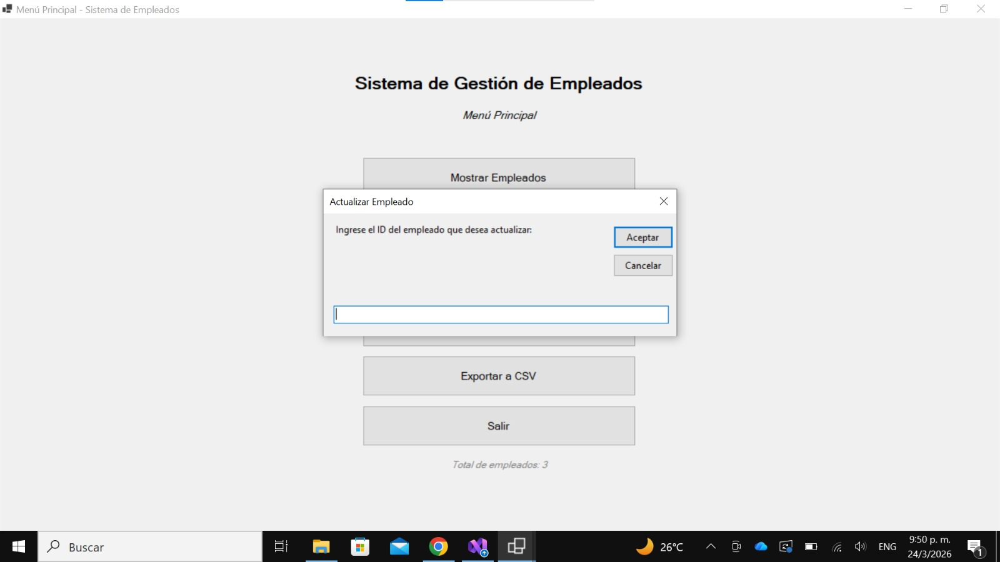 Menú Principal - Sistema de Empleados
Sistema de Gestión de Empleados
Menú Principal
Mostrar Empleados
Actualizar Empleado
Ingrese el ID del empleado que desea actualizar:
Aceptar
Cancelar
Exportar a CSV
Salir
Total de empleados: 3
Buscar
26°C
ENG
9:50 p. m.
24/3/2026
1